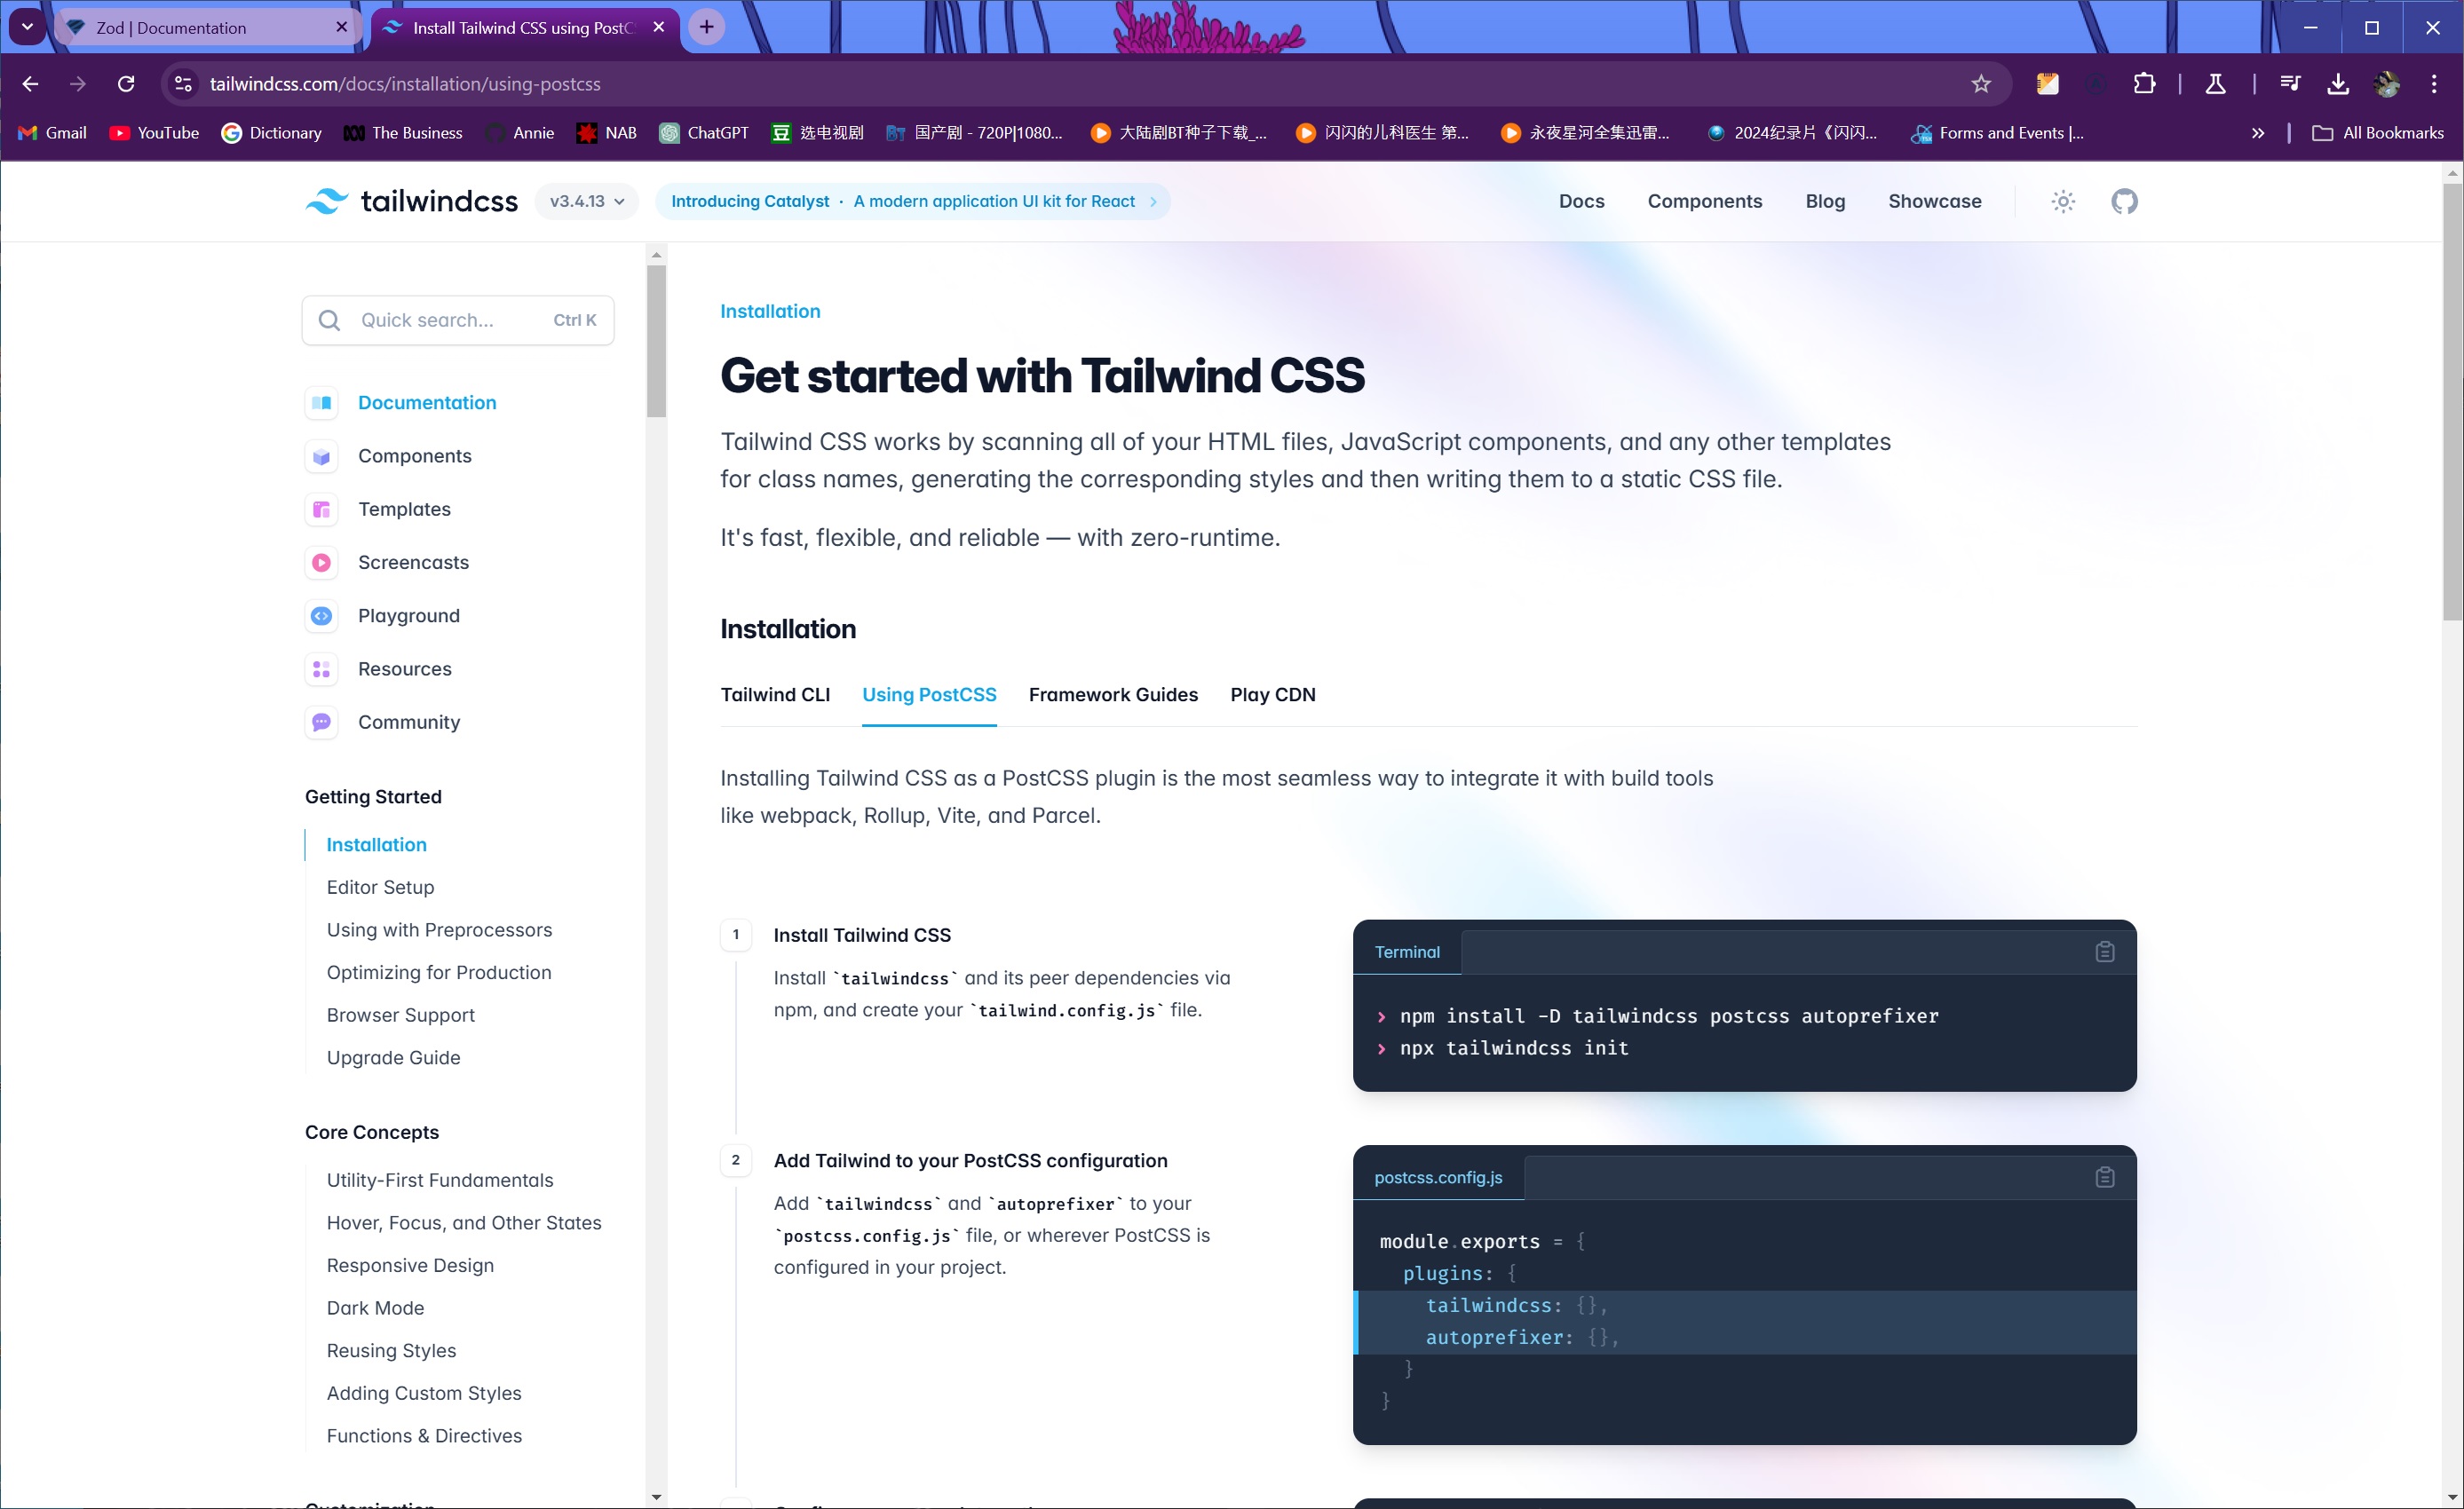 Zod | Documentation
Install Tailwind CSS using PostC
tailwindcss.com/docs/installation/using-postcss
Gmail
YouTube
Dictionary
The Business
Annie
NAB
ChatGPT
选电视剧
国产剧 - 720P|1080...
大陆剧BT种子下载_...
闪闪的儿科医生 第...
永夜星河全集迅雷...
2024纪录片《闪闪...
Forms and Events |...
All Bookmarks
tailwindcss
v3.4.13
Introducing Catalyst · A modern application UI kit for React
Docs
Components
Blog
Showcase
Quick search...
Ctrl K
Documentation
Components
Templates
Screencasts
Playground
Resources
Community
Getting Started
Installation
Editor Setup
Using with Preprocessors
Optimizing for Production
Browser Support
Upgrade Guide
Core Concepts
Utility-First Fundamentals
Hover, Focus, and Other States
Responsive Design
Dark Mode
Reusing Styles
Adding Custom Styles
Functions & Directives
Customization
Installation
Get started with Tailwind CSS
Tailwind CSS works by scanning all of your HTML files, JavaScript components, and any other templates
for class names, generating the corresponding styles and then writing them to a static CSS file.
It's fast, flexible, and reliable — with zero-runtime.
Installation
Tailwind CLI
Using PostCSS
Framework Guides
Play CDN
Installing Tailwind CSS as a PostCSS plugin is the most seamless way to integrate it with build tools
like webpack, Rollup, Vite, and Parcel.
1
Install Tailwind CSS
Install `tailwindcss` and its peer dependencies via
npm, and create your `tailwind.config.js` file.
Terminal
> npm install -D tailwindcss postcss autoprefixer
> npx tailwindcss init
2
Add Tailwind to your PostCSS configuration
Add `tailwindcss` and `autoprefixer` to your
`postcss.config.js` file, or wherever PostCSS is
configured in your project.
postcss.config.js
module.exports = {
plugins: {
tailwindcss: {},
autoprefixer: {},
}
}